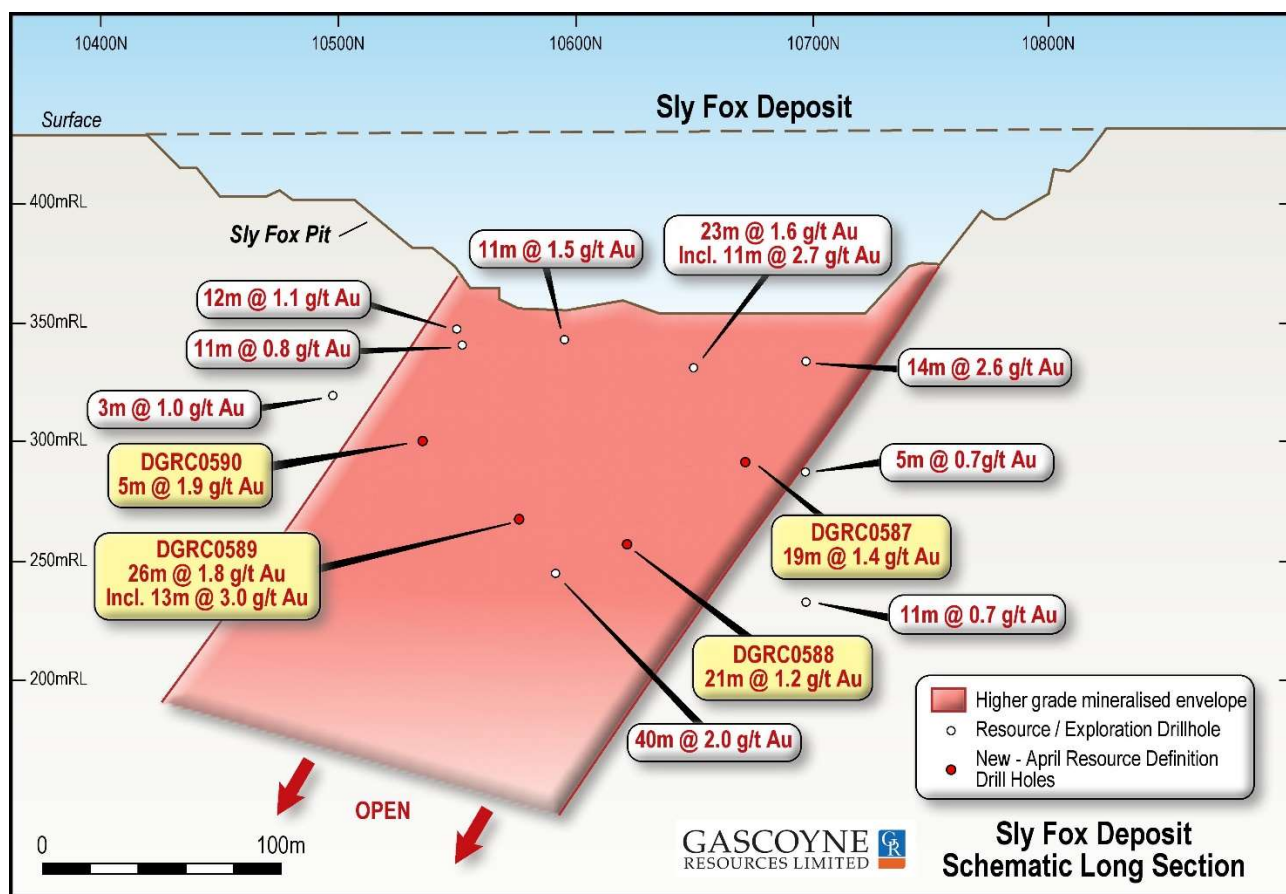 10400N
10500N
10600N
10700N
10800N
Sly Fox Deposit
Surface
400mRL
350mRL
300mRL
250mRL
200mRL
Sly Fox Pit
11m @ 1.5 g/t Au
23m @ 1.6 g/t Au
Incl. 11m @ 2.7 g/t Au
12m @ 1.1 g/t Au
11m @ 0.8 g/t Au
14m @ 2.6 g/t Au
3m @ 1.0 g/t Au
DGRC0590
5m @ 1.9 g/t Au
5m @ 0.7g/t Au
DGRC0589
26m @ 1.8 g/t Au
Incl. 13m @ 3.0 g/t Au
DGRC0587
19m @ 1.4 g/t Au
11m @ 0.7 g/t Au
DGRC0588
21m @ 1.2 g/t Au
40m @ 2.0 g/t Au
Higher grade mineralised envelope
Resource / Exploration Drillhole
New - April Resource Definition
Drill Holes
OPEN
0
100m
GASCOYNE
RESOURCES LIMITED
GR
Sly Fox Deposit
Schematic Long Section